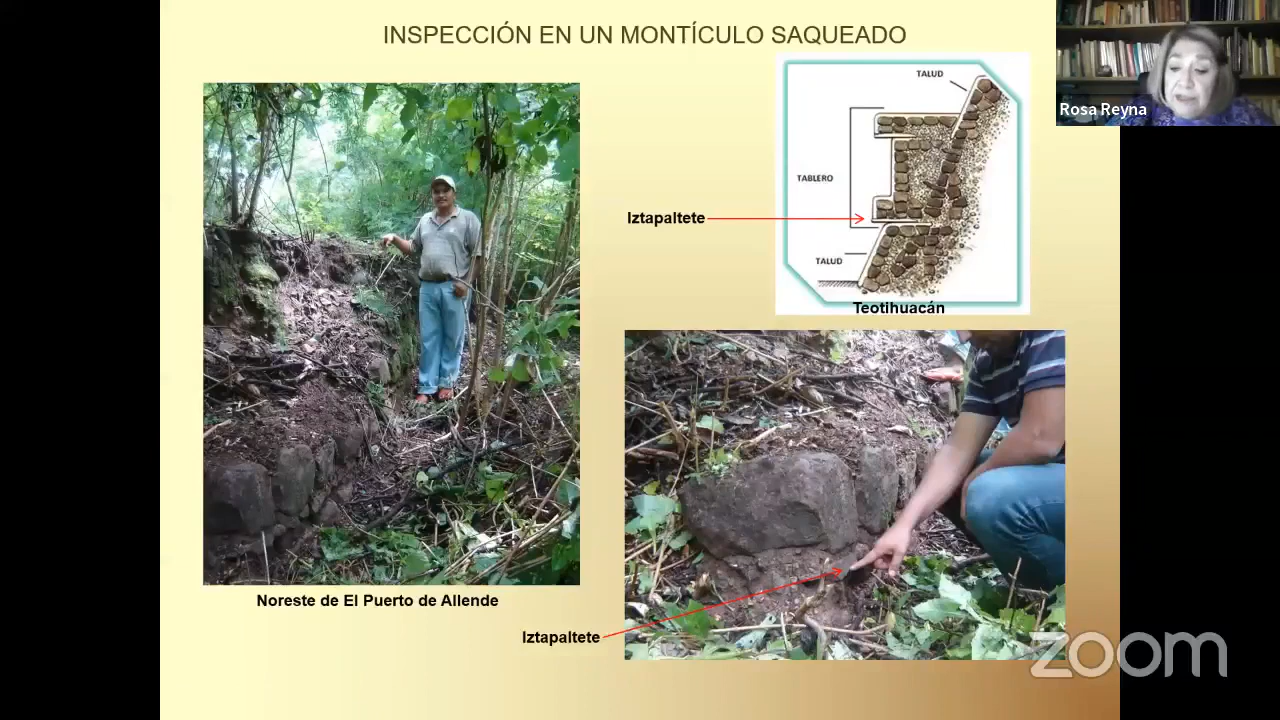 INSPECCIÓN EN UN MONTÍCULO SAQUEADO
Rosa Reyna
TALUD
TABLERO
Iztapaltete
TALUD
Teotihuacán
Noreste de El Puerto de Allende
Iztapaltete
zoom